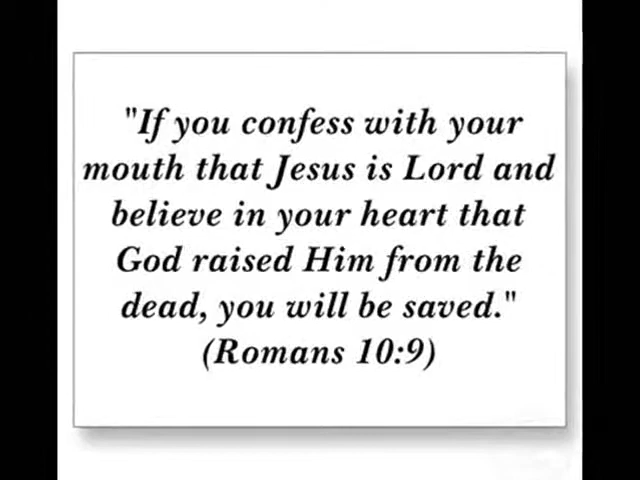 "If you confess with your
mouth that Jesus is Lord and
believe in your heart that
God raised Him from the
dead, you will be saved."
(Romans 10:9)